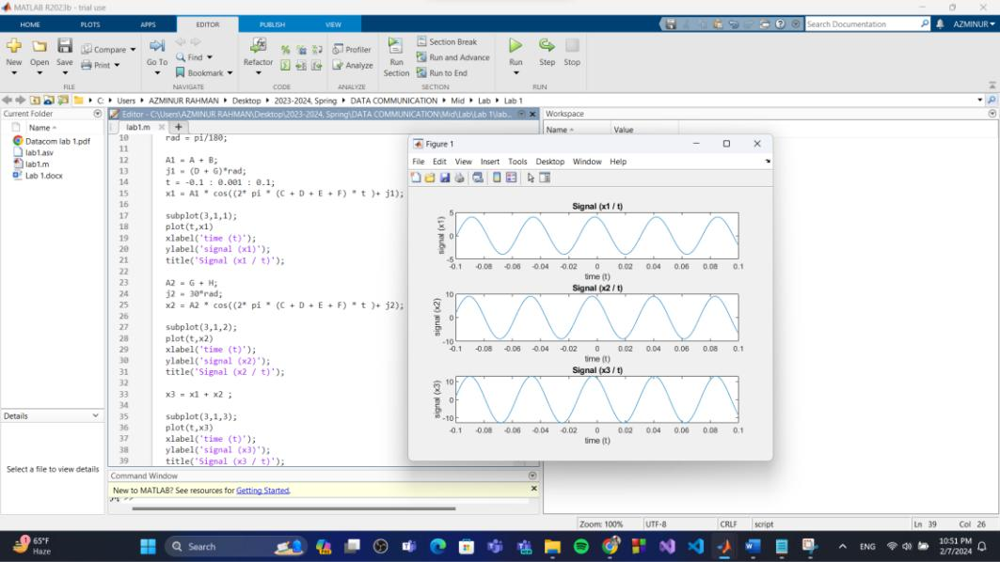 MATLAB R2023b - trial use
HOME PLOTS APPS EDITOR PUBLISH VIEW Search Documentation AZMINUR
New Open Save Compare Print Go To Find Bookmark Refactor Profiler Analyze Run Section Section Break Run and Advance Run to End Run Step Stop
FILE NAVIGATE CODE ANALYZE SECTION RUN
C: Users AZMINUR RAHMAN Desktop 2023-2024, Spring DATA COMMUNICATION Mid Lab Lab 1
Current Folder
Name
Datacom lab 1.pdf
lab1.asv
lab1.m
Lab 1.docx
Details
Select a file to view details
Editor - C:\Users\AZMINUR RAHMAN\Desktop\2023-2024, Spring\DATA COMMUNICATION\Mid\Lab\Lab 1\lab...
lab1.m
10 rad = pi/180;
11
12 A1 = A + B;
13 j1 = (D + G)*rad;
14 t = -0.1 : 0.001 : 0.1;
15 x1 = A1 * cos((2* pi * (C + D + E + F) * t )+ j1);
16
17 subplot(3,1,1);
18 plot(t,x1)
19 xlabel('time (t)');
20 ylabel('signal (x1)');
21 title('Signal (x1 / t)');
22
23 A2 = G + H;
24 j2 = 30*rad;
25 x2 = A2 * cos((2* pi * (C + D + E + F) * t )+ j2);
26
27 subplot(3,1,2);
28 plot(t,x2)
29 xlabel('time (t)');
30 ylabel('signal (x2)');
31 title('Signal (x2 / t)');
32
33 x3 = x1 + x2 ;
34
35 subplot(3,1,3);
36 plot(t,x3)
37 xlabel('time (t)');
38 ylabel('signal (x3)');
39 title('Signal (x3 / t)');
Command Window
New to MATLAB? See resources for Getting Started.
Workspace
Name Value
Figure 1
File Edit View Insert Tools Desktop Window Help
Signal (x1 / t)
signal (x1)
5
0
-5
-0.1 -0.08 -0.06 -0.04 -0.02 0 0.02 0.04 0.06 0.08 0.1
time (t)
Signal (x2 / t)
signal (x2)
10
0
-10
-0.1 -0.08 -0.06 -0.04 -0.02 0 0.02 0.04 0.06 0.08 0.1
time (t)
Signal (x3 / t)
signal (x3)
10
0
-10
-0.1 -0.08 -0.06 -0.04 -0.02 0 0.02 0.04 0.06 0.08 0.1
time (t)
Zoom: 100% UTF-8 CRLF script Ln 39 Col 26
65°F
Haze
Search
ENG
10:51 PM
2/7/2024